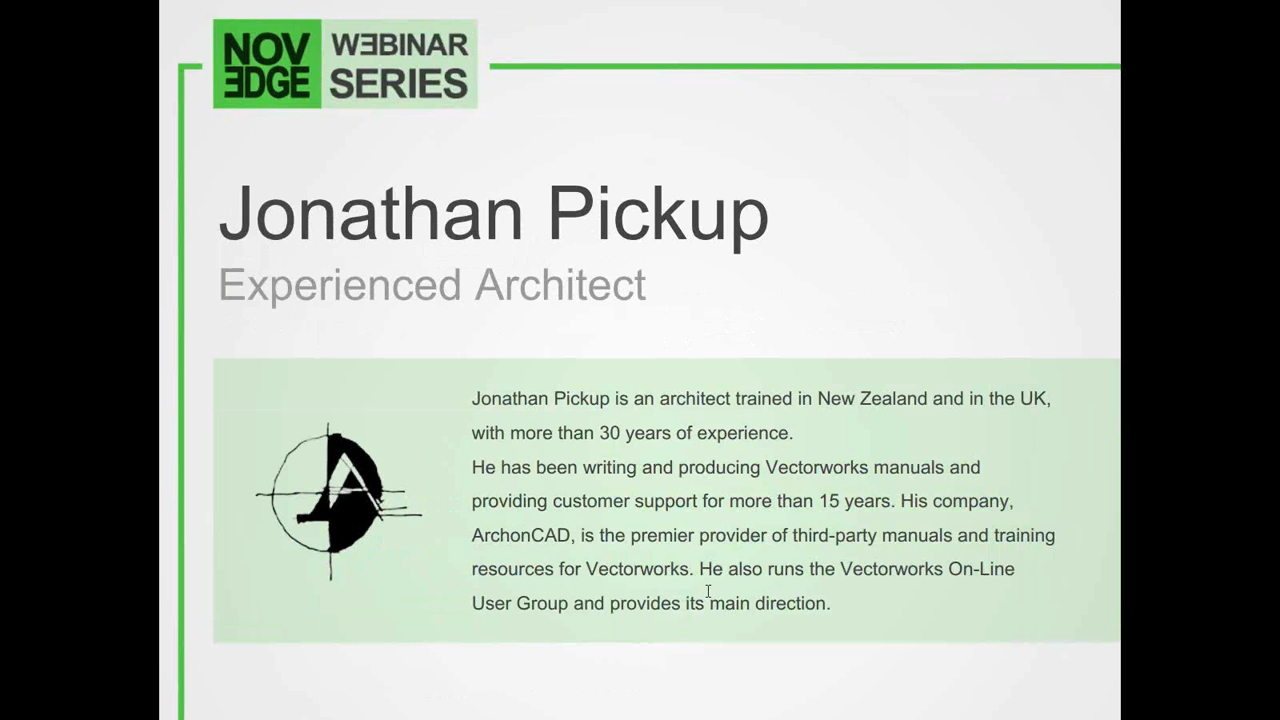 NOV WEBINAR
EDGE SERIES
Jonathan Pickup
Experienced Architect
Jonathan Pickup is an architect trained in New Zealand and in the UK,
with more than 30 years of experience.
He has been writing and producing Vectorworks manuals and
providing customer support for more than 15 years. His company,
ArchonCAD, is the premier provider of third-party manuals and training
resources for Vectorworks. He also runs the Vectorworks On-Line
User Group and provides its main direction.